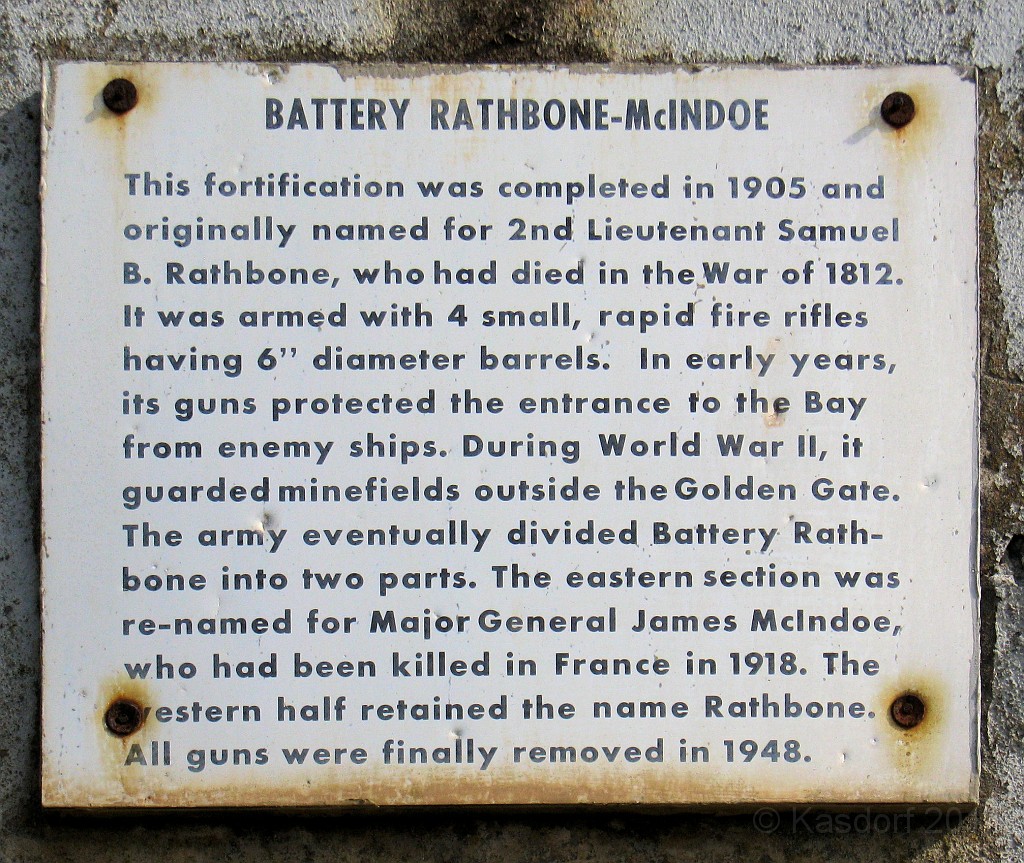 BATTERY RATHBONE-McINDOE
This fortification was completed in 1905 and
originally named for 2nd Lieutenant Samuel
B. Rathbone, who had died in the War of 1812.
It was armed with 4 small, rapid fire rifles
having 6” diameter barrels. In early years,
its guns protected the entrance to the Bay
from enemy ships. During World War II, it
guarded minefields outside the Golden Gate.
The army eventually divided Battery Rath-
bone into two parts. The eastern section was
re-named for Major General James McIndoe,
who had been killed in France in 1918. The
western half retained the name Rathbone.
All guns were finally removed in 1948.
© Kasdorf